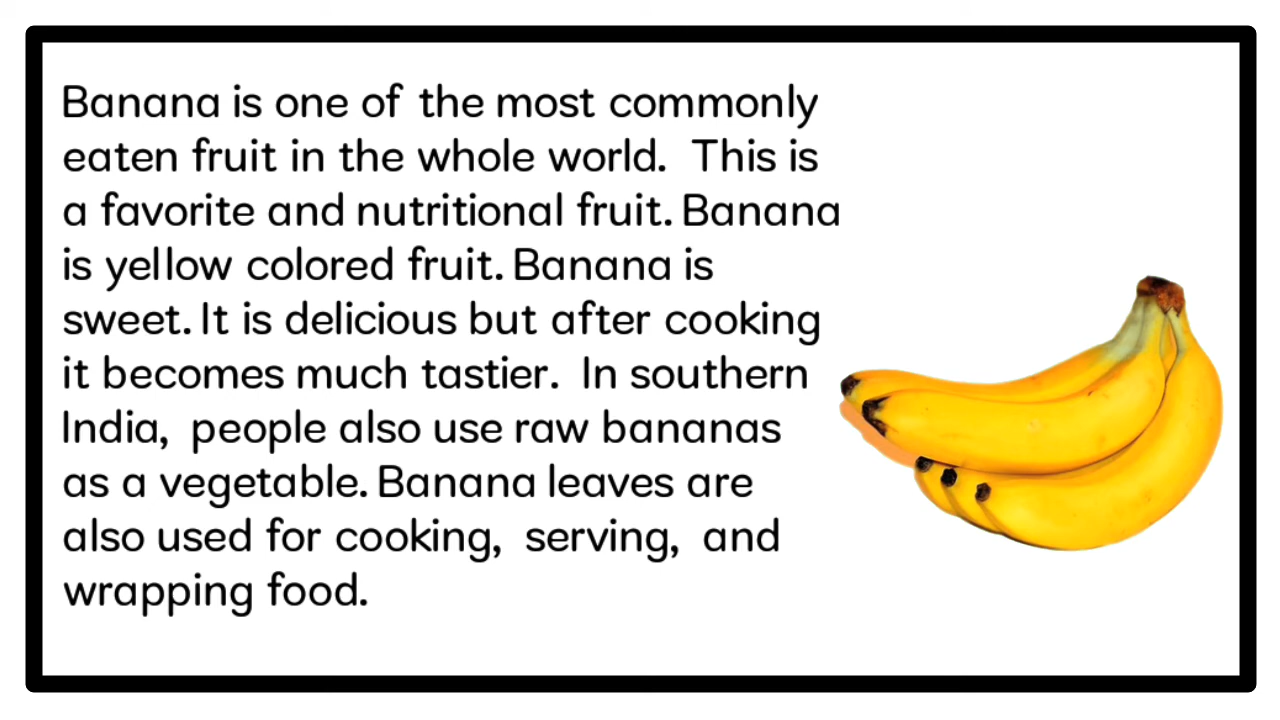 Banana is one of the most commonly
eaten fruit in the whole world. This is
a favorite and nutritional fruit. Banana
is yellow colored fruit. Banana is
sweet. It is delicious but after cooking
it becomes much tastier. In southern
India, people also use raw bananas
as a vegetable. Banana leaves are
also used for cooking, serving, and
wrapping food.